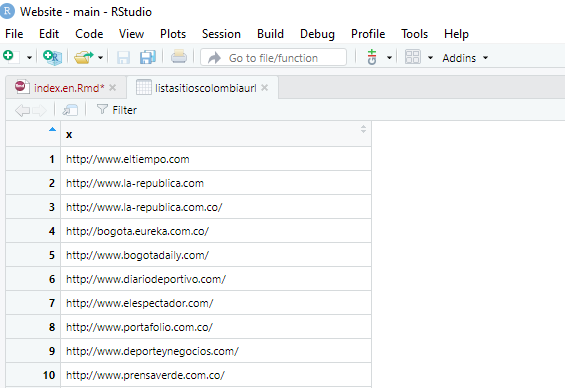 Website - main - RStudio
File Edit Code View Plots Session Build Debug Profile Tools Help
Go to file/function Addins
index.en.Rmd* listasitioscolombiaurl
Filter
x
1 http://www.eltiempo.com
2 http://www.la-republica.com
3 http://www.la-republica.com.co/
4 http://bogota.eureka.com.co/
5 http://www.bogotadaily.com/
6 http://www.diariodeportivo.com/
7 http://www.elespectador.com/
8 http://www.portafolio.com.co/
9 http://www.deporteynegocios.com/
10 http://www.prensaverde.com.co/